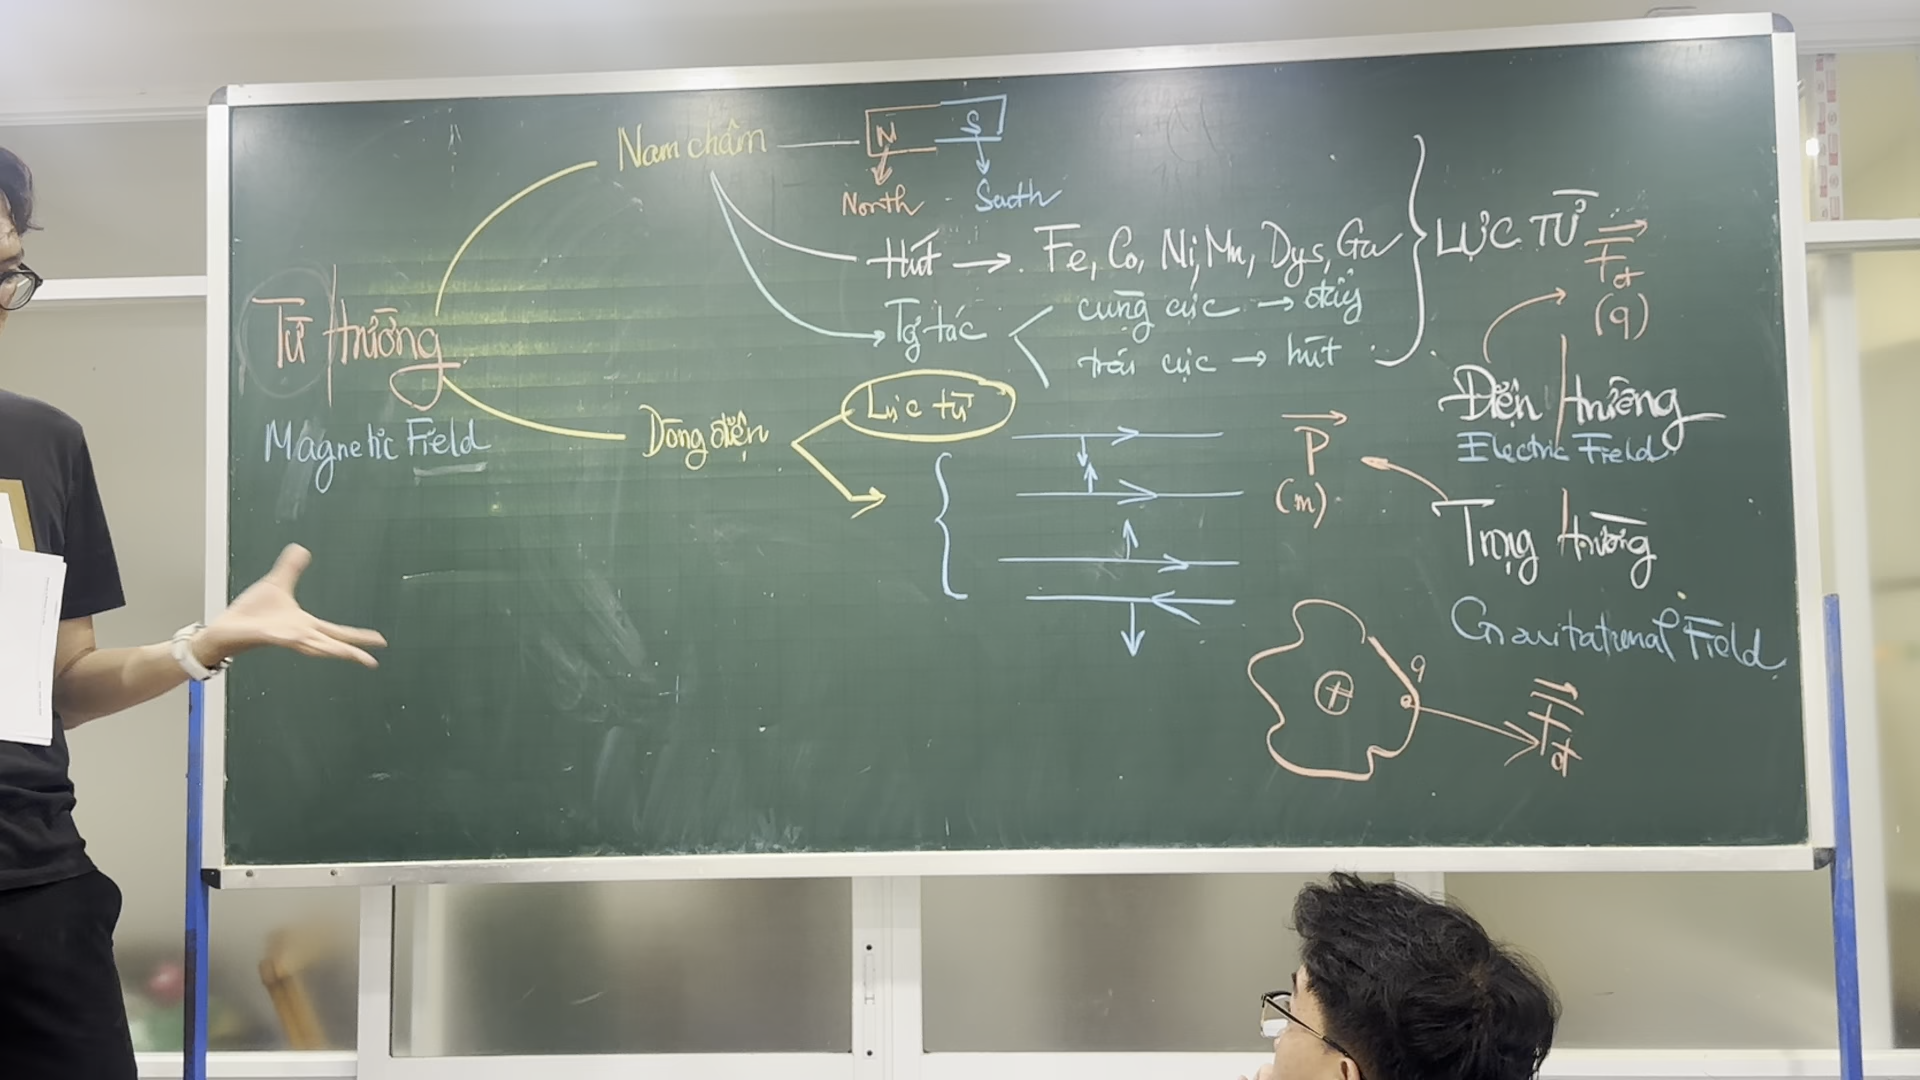 Nam châm
N S
North South
Hút → Fe, Co, Ni, Mn, Dys, Ga
LỰC TỪ
Tg tác
cùng cực → đẩy
trái cực → hút
Từ trường
Magnetic Field
Dòng điện
Lực từ
F đ
(q)
Điện trường
Electric Field
P
(m)
Trọng trường
Gravitational Field
+
q
F đ